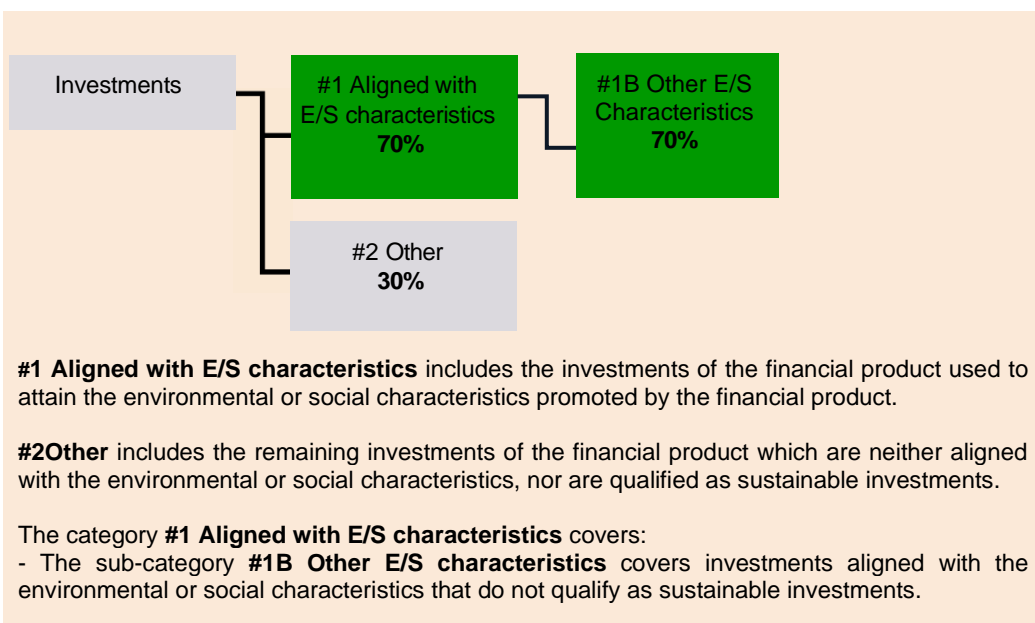 Investments
#1 Aligned with
E/S characteristics
70%
#1B Other E/S
Characteristics
70%
#2 Other
30%
#1 Aligned with E/S characteristics includes the investments of the financial product used to
attain the environmental or social characteristics promoted by the financial product.
#2Other includes the remaining investments of the financial product which are neither aligned
with the environmental or social characteristics, nor are qualified as sustainable investments.
The category #1 Aligned with E/S characteristics covers:
- The sub-category #1B Other E/S characteristics covers investments aligned with the
environmental or social characteristics that do not qualify as sustainable investments.